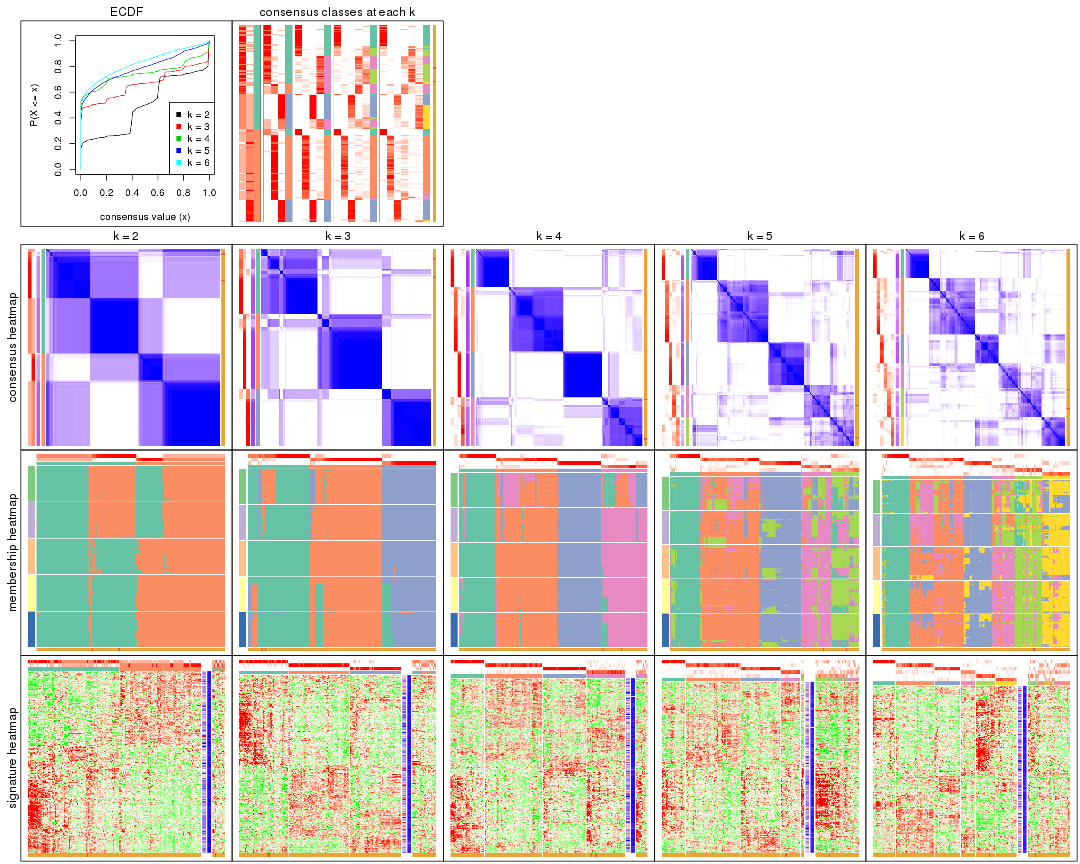 ECDF
consensus classes at each k
P(X <= x)
0.0 0.2 0.4 0.6 0.8 1.0
k = 2
k = 3
k = 4
k = 5
k = 6
0.0 0.2 0.4 0.6 0.8 1.0
consensus value (x)
k = 2
k = 3
k = 4
k = 5
k = 6
consensus heatmap
membership heatmap
signature heatmap